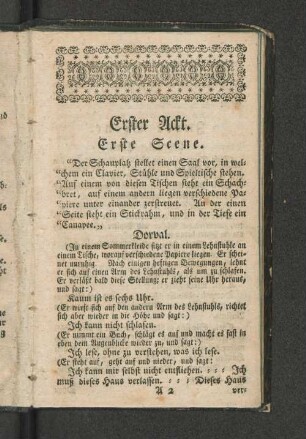 Erster Ackt.
Erste Scene.
"Der Schauplatz stellet einen Saal vor, in wel-
"chem ein Clavier, Stühle und Spieltische stehen.
"Auf einem von diesen Tischen steht ein Schach-
"bret, auf einem andern liegen verschiedene Pa-
"piere unter einander zerstreuet. An der einen
"Seite steht ein Stickrahm, und in der Tiefe ein
"Canapee.„
Dorval.
(In einem Sommerkleide sitzt er in einem Lehnstuhle an
einem Tische, worauf verschiedene Papiere liegen. Er schei-
net unruhig. Nach einigen heftigen Bewegungen, lehnt
er sich auf einen Arm des Lehnstuhls, als um zu schlafen.
Er verläßt bald diese Stellung; er zieht seine Uhr heraus,
und sagt:)
Kaum ist es sechs Uhr.
(Er wirft sich auf den andern Arm des Lehnstuhls, richtet
sich aber wieder in die Höhe und sagt:)
Ich kann nicht schlafen.
(Er nimmt ein Buch, schlägt es auf und macht es fast in
eben dem Augenblicke wieder zu, und sagt:)
Ich lese, ohne zu verstehen, was ich lese.
(Er steht auf, geht auf und nieder, und sagt:)
Ich kann mir selbst nicht entfliehen. : : : Ich
muß dieses Haus verlassen. : : : Dieses Haus
A 2 ver-